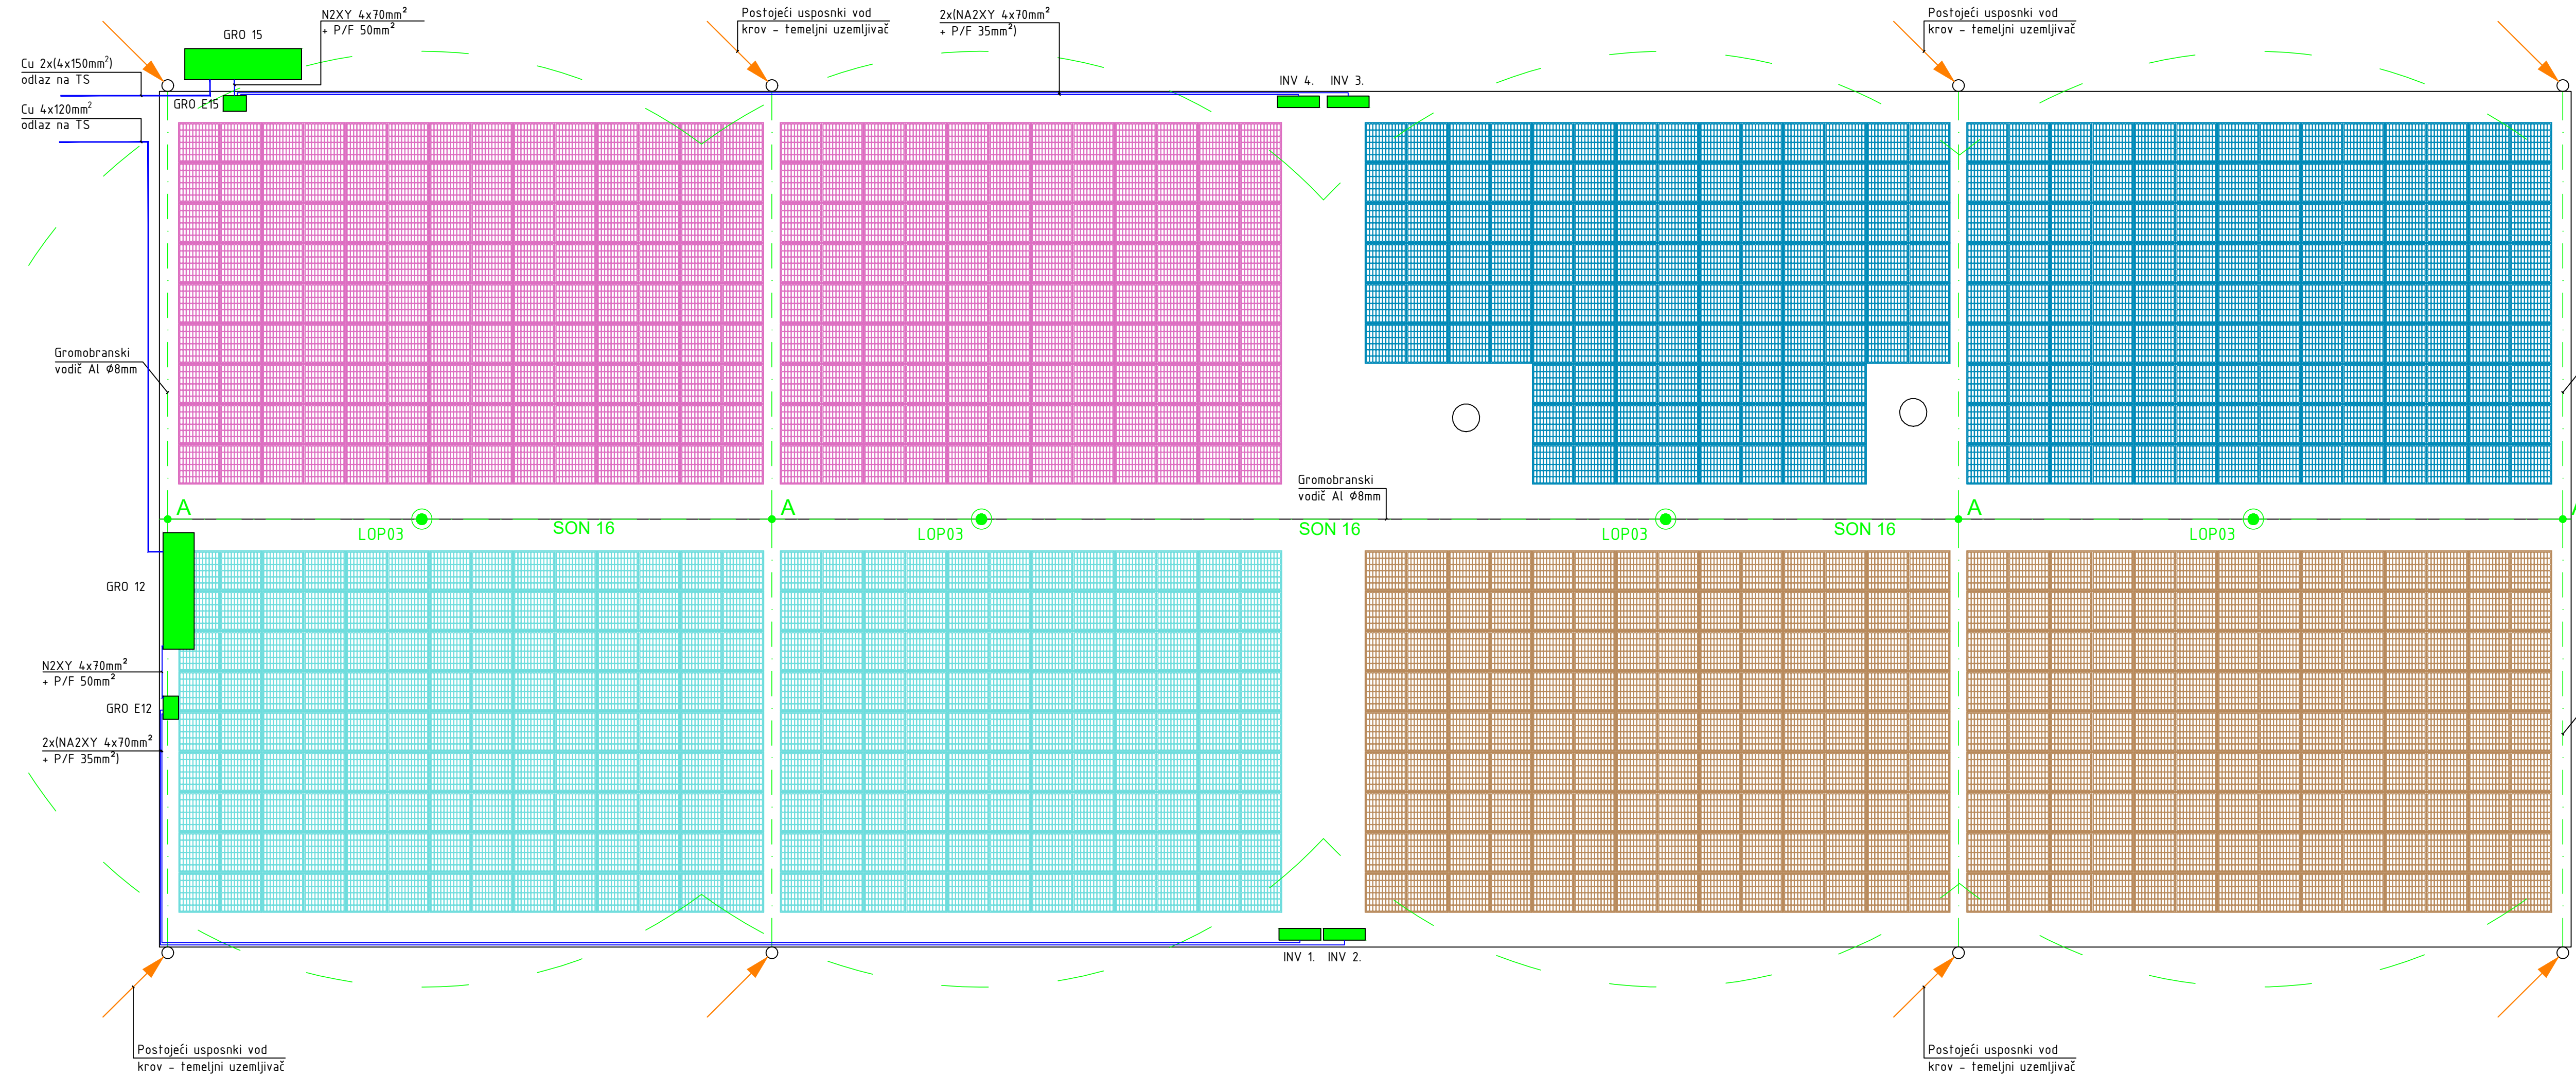 N2XY 4x70mm²
+ P/F 50mm²
Postojeći usposnki vod
krov - temeljni uzemljivač
2x(NA2XY 4x70mm²
+ P/F 35mm²)
Postojeći usposnki vod
krov - temeljni uzemljivač
GRO 15
Cu 2x(4x150mm²)
odlaz na TS
GRO E15
INV 4.
INV 3.
Cu 4x120mm²
odlaz na TS
Gromobranski
vodič Al Ø8mm
Gromobranski
vodič Al Ø8mm
A
A
A
LOP03
SON 16
LOP03
SON 16
LOP03
SON 16
LOP03
GRO 12
N2XY 4x70mm²
+ P/F 50mm²
GRO E12
2x(NA2XY 4x70mm²
+ P/F 35mm²)
INV 1.
INV 2.
Postojeći usposnki vod
krov - temeljni uzemljivač
Postojeći usposnki vod
krov - temeljni uzemljivač